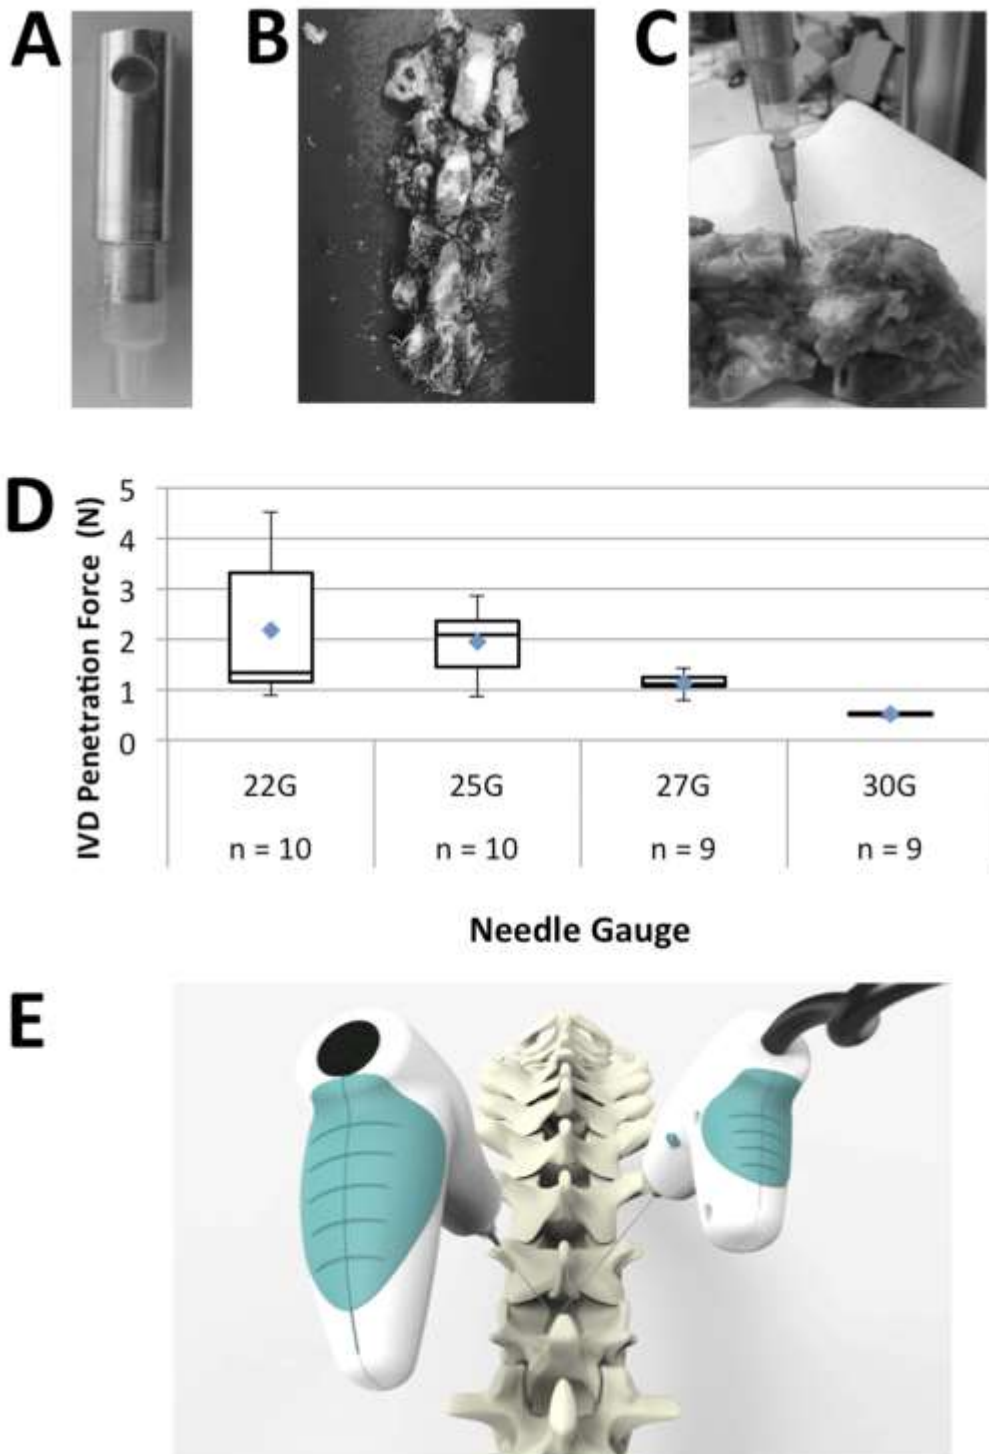 A
B
C
D
IVD Penetration Force (N)
5
4
3
2
1
0
22G
25G
27G
30G
n = 10
n = 10
n = 9
n = 9
Needle Gauge
E